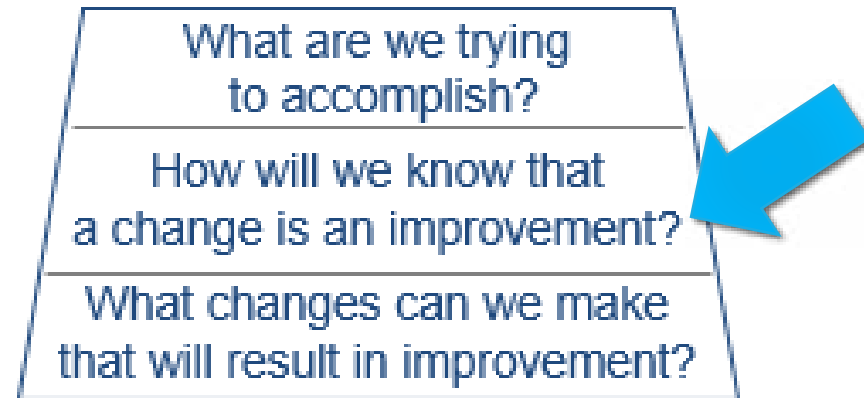 What are we trying
to accomplish?
How will we know that
a change is an improvement?
What changes can we make
that will result in improvement?